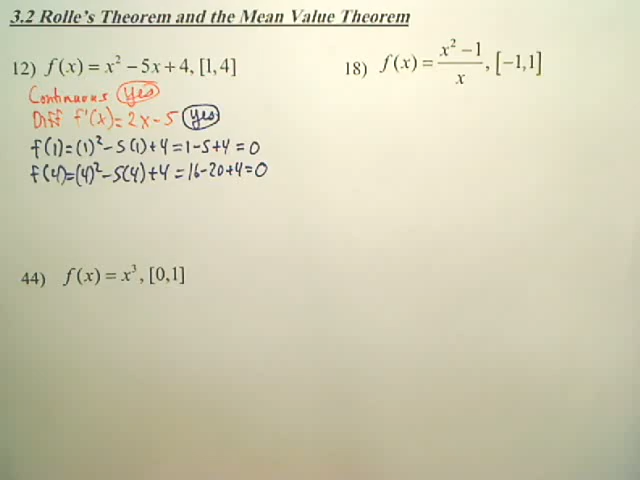 3.2 Rolle's Theorem and the Mean Value Theorem
12) f(x) = x² − 5x + 4, [1, 4]
Continuous Yes
Diff f'(x) = 2x − 5 Yes
f(1) = (1)² − 5(1) + 4 = 1 − 5 + 4 = 0
f(4) = (4)² − 5(4) + 4 = 16 − 20 + 4 = 0
18) f(x) = (x² − 1)/x, [−1, 1]
44) f(x) = x³, [0, 1]